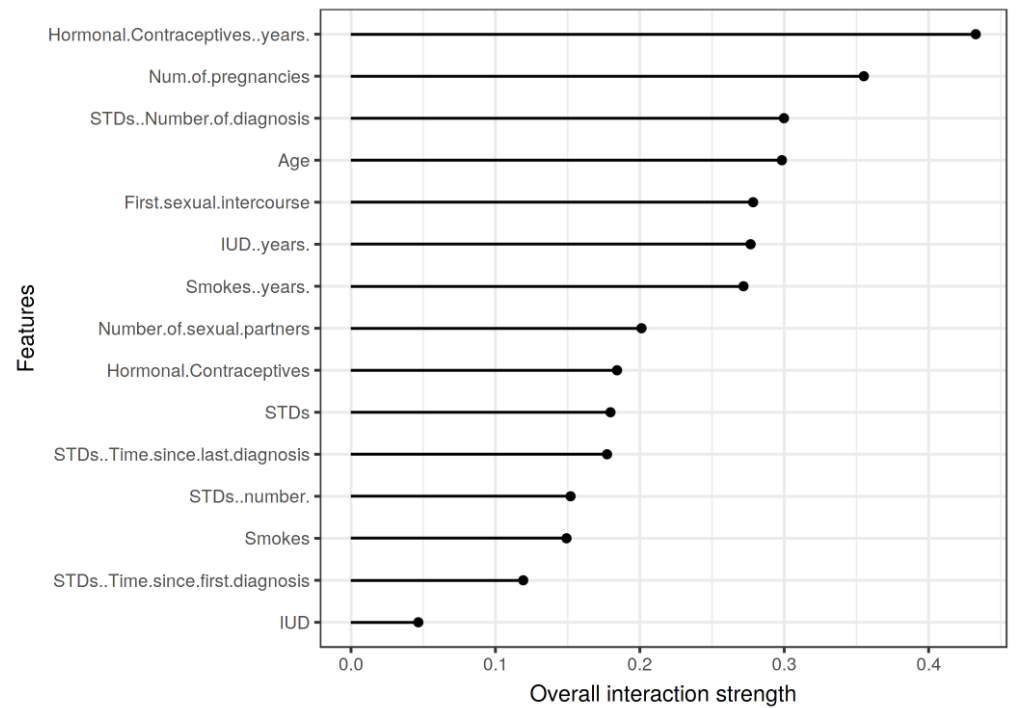 Hormonal.Contraceptives..years.
Num.of.pregnancies
STDs..Number.of.diagnosis
Age
First.sexual.intercourse
IUD..years.
Smokes..years.
Number.of.sexual.partners
Hormonal.Contraceptives
STDs
STDs..Time.since.last.diagnosis
STDs..number.
Smokes
STDs..Time.since.first.diagnosis
IUD
Features
0.0 0.1 0.2 0.3 0.4
Overall interaction strength